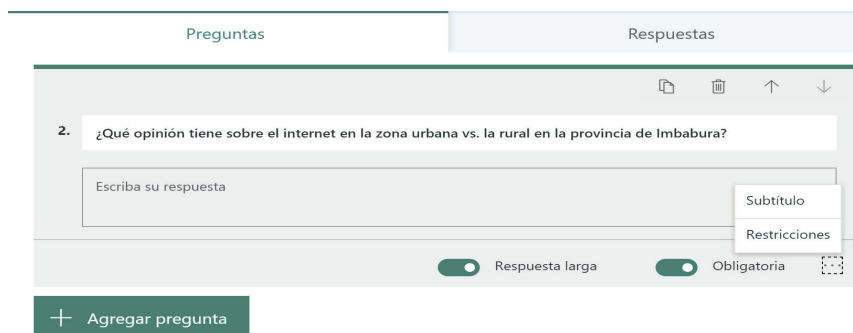 Preguntas
Respuestas
2. ¿Qué opinión tiene sobre el internet en la zona urbana vs. la rural en la provincia de Imbabura?
Escriba su respuesta
Subtítulo
Restricciones
Respuesta larga
Obligatoria
Agregar pregunta